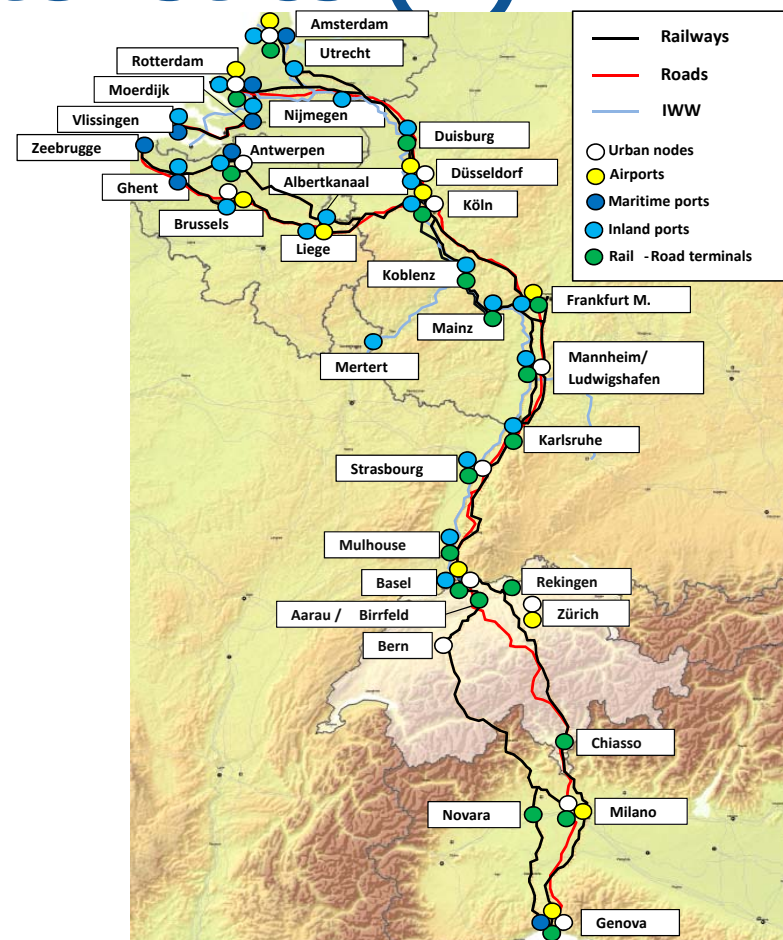 Amsterdam
Utrecht
Rotterdam
Moerdijk
Nijmegen
Vlissingen
Zeebrugge
Antwerpen
Duisburg
Ghent
Albertkanaal
Düsseldorf
Köln
Brussels
Liege
Koblenz
Frankfurt M.
Mainz
Mertert
Mannheim/
Ludwigshafen
Karlsruhe
Strasbourg
Mulhouse
Basel
Rekingen
Aarau / Birrfeld
Zürich
Bern
Chiasso
Novara
Milano
Genova
Railways
Roads
IWW
Urban nodes
Airports
Maritime ports
Inland ports
Rail - Road terminals